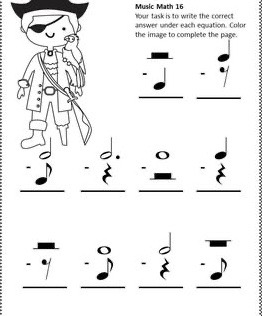 Music Math 16
Your task is to write the correct
answer under each equation. Color
the image to complete the page.